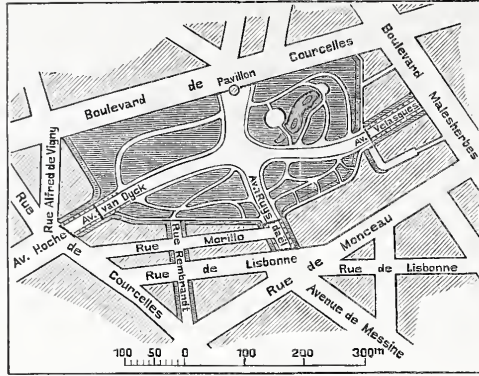 Boulevard de Courcelles
Pavillon
Boulevard Malesherbes
Av. Velasquez
Rue Alfred de Vigny
Av. van Dyck
Av. Ruysdael
Rue
Av. Hoche
Rue de Courcelles
Rue Morillo
Rue Rembrandt
Rue de Lisbonne
Rue de Monceau
Rue de Lisbonne
Avenue de Messine
100 50 0 100 200 300m